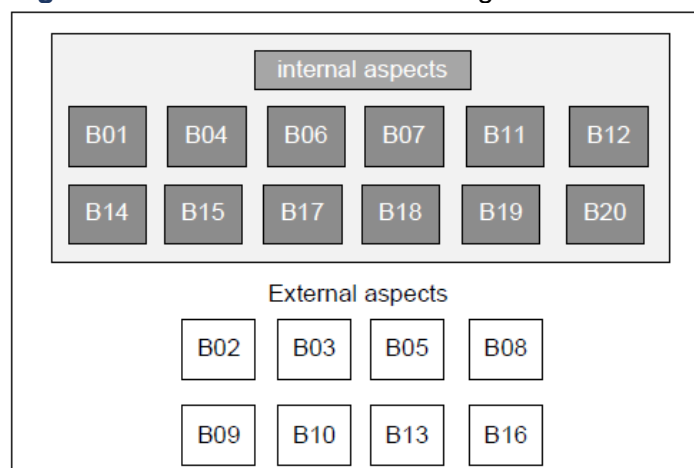 internal aspects
B01 B04 B06 B07 B11 B12
B14 B15 B17 B18 B19 B20
External aspects
B02 B03 B05 B08
B09 B10 B13 B16